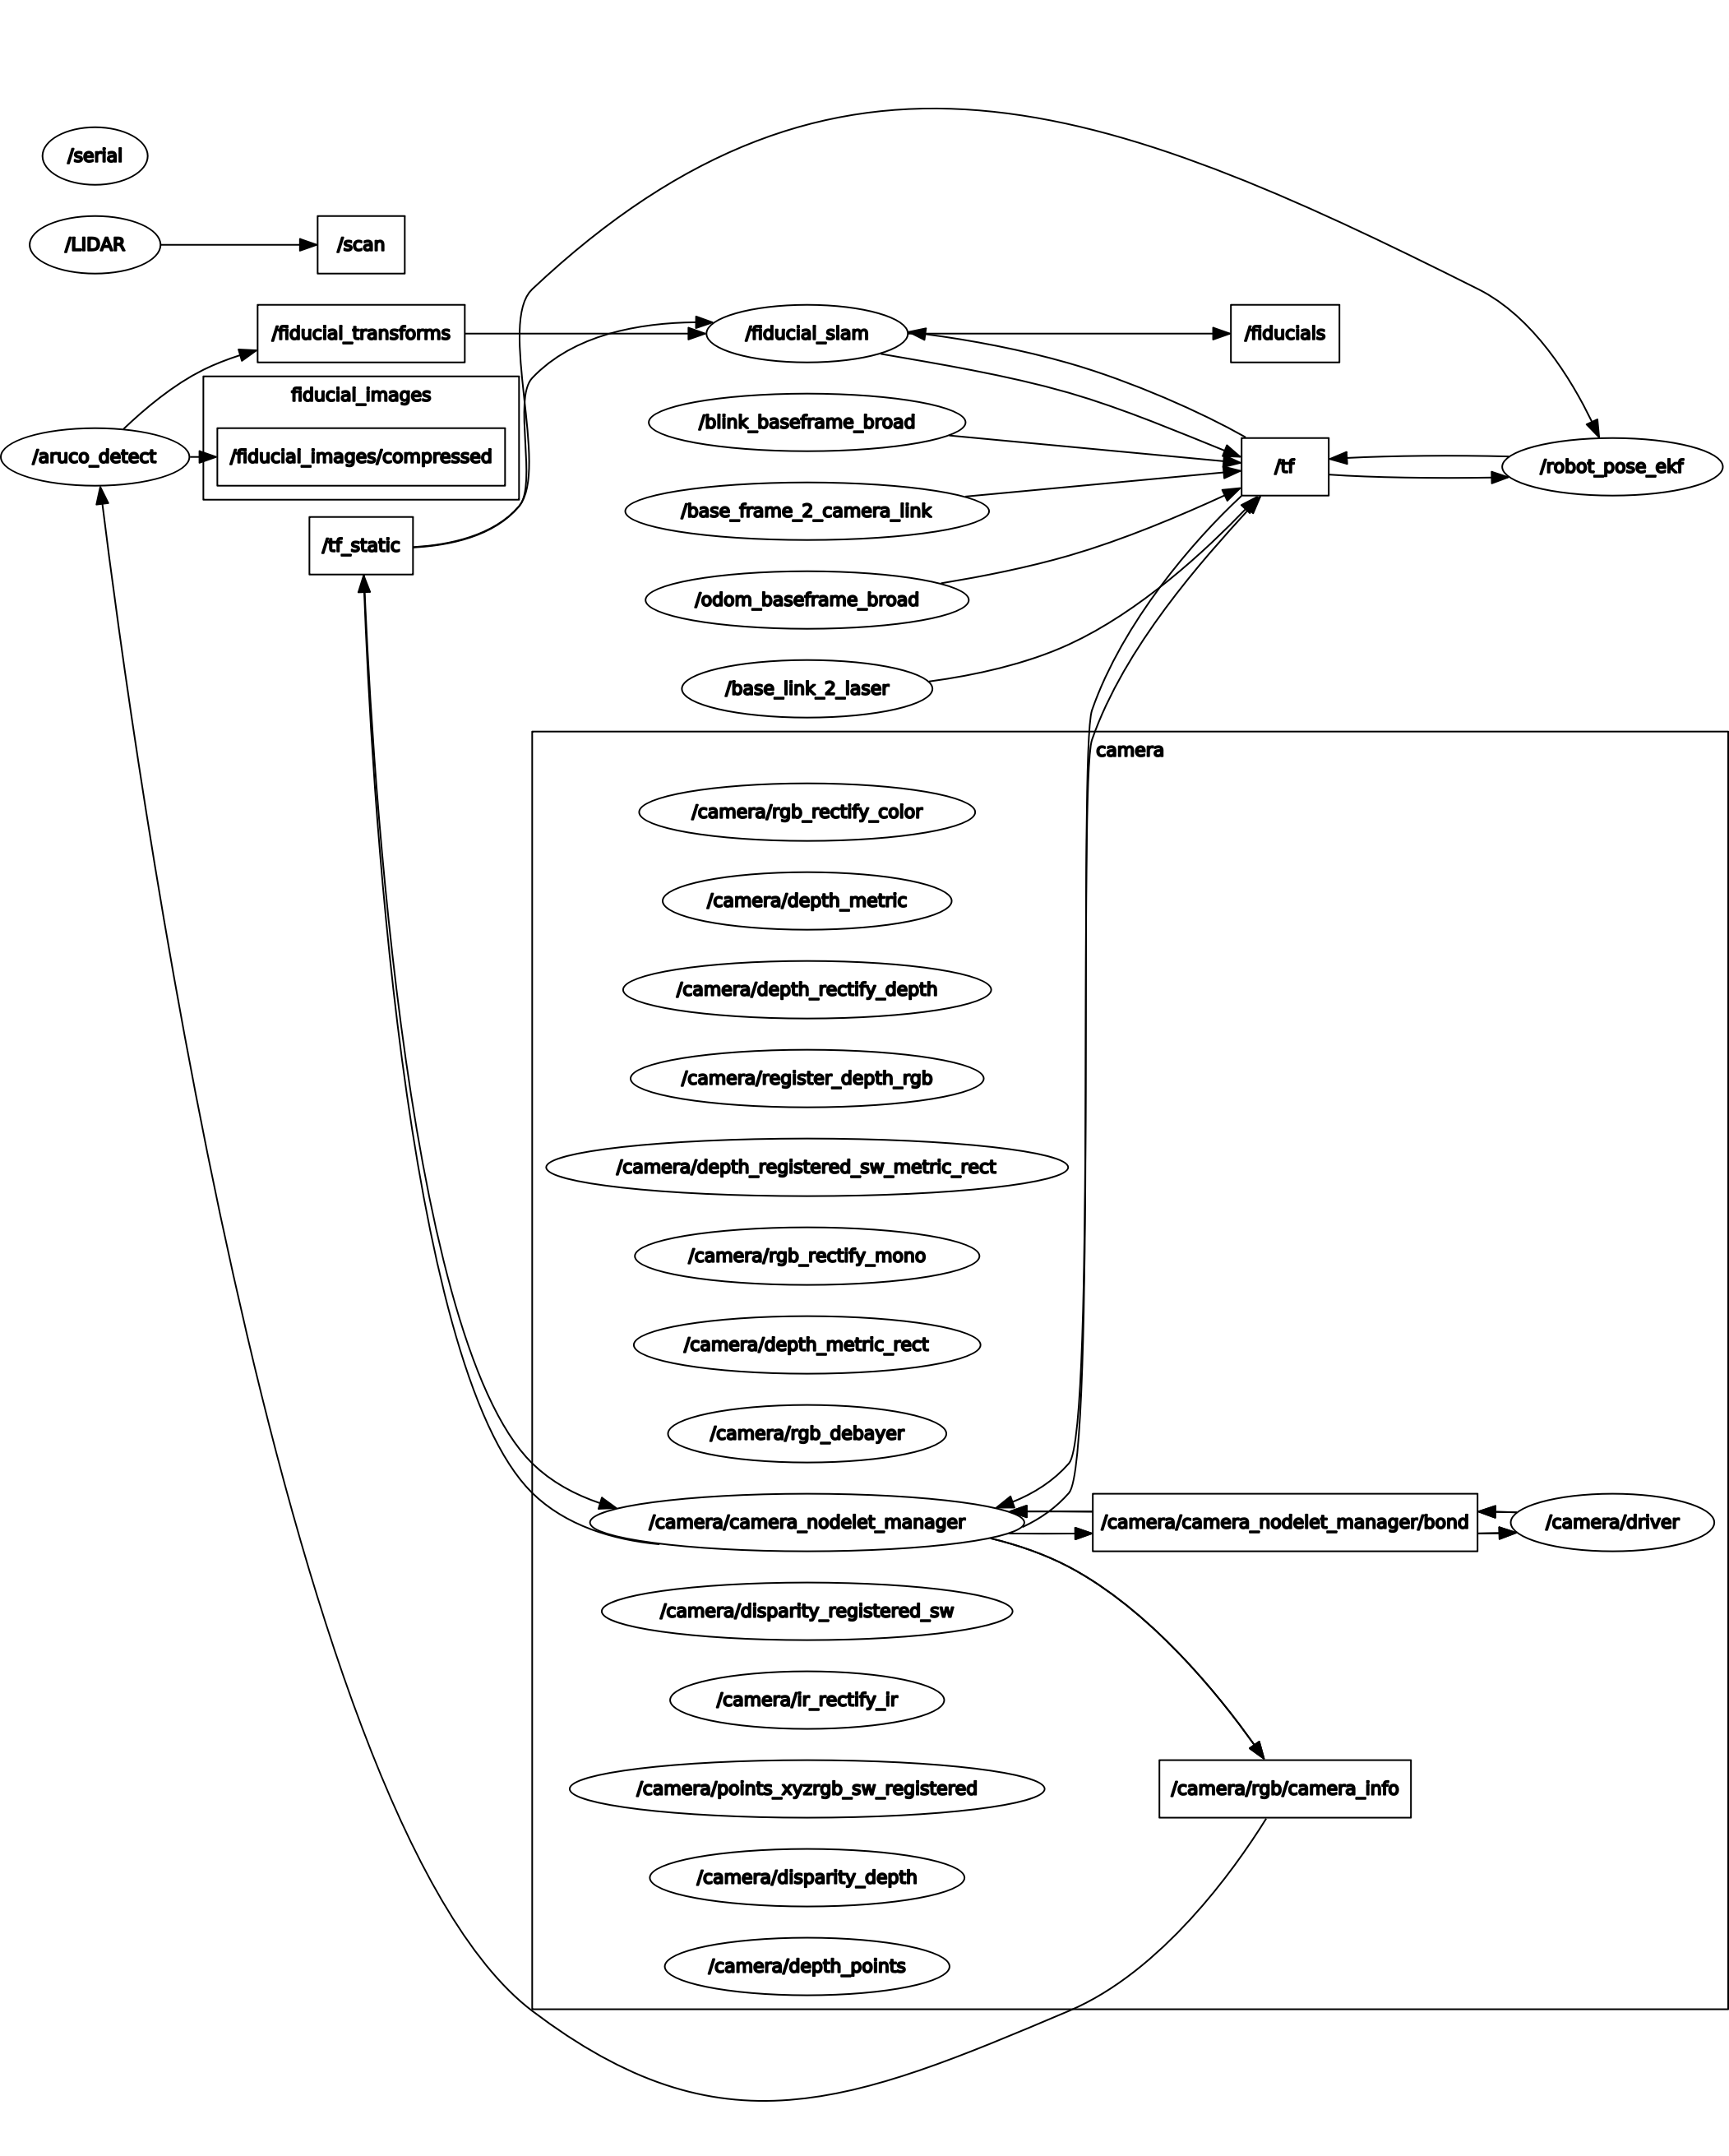 /serial
/LIDAR
/scan
/fiducial_transforms
/fiducial_slam
/fiducials
fiducial_images
/aruco_detect
/fiducial_images/compressed
/blink_baseframe_broad
/tf
/robot_pose_ekf
/base_frame_2_camera_link
/tf_static
/odom_baseframe_broad
/base_link_2_laser
camera
/camera/rgb_rectify_color
/camera/depth_metric
/camera/depth_rectify_depth
/camera/register_depth_rgb
/camera/depth_registered_sw_metric_rect
/camera/rgb_rectify_mono
/camera/depth_metric_rect
/camera/rgb_debayer
/camera/camera_nodelet_manager
/camera/camera_nodelet_manager/bond
/camera/driver
/camera/disparity_registered_sw
/camera/ir_rectify_ir
/camera/points_xyzrgb_sw_registered
/camera/rgb/camera_info
/camera/disparity_depth
/camera/depth_points